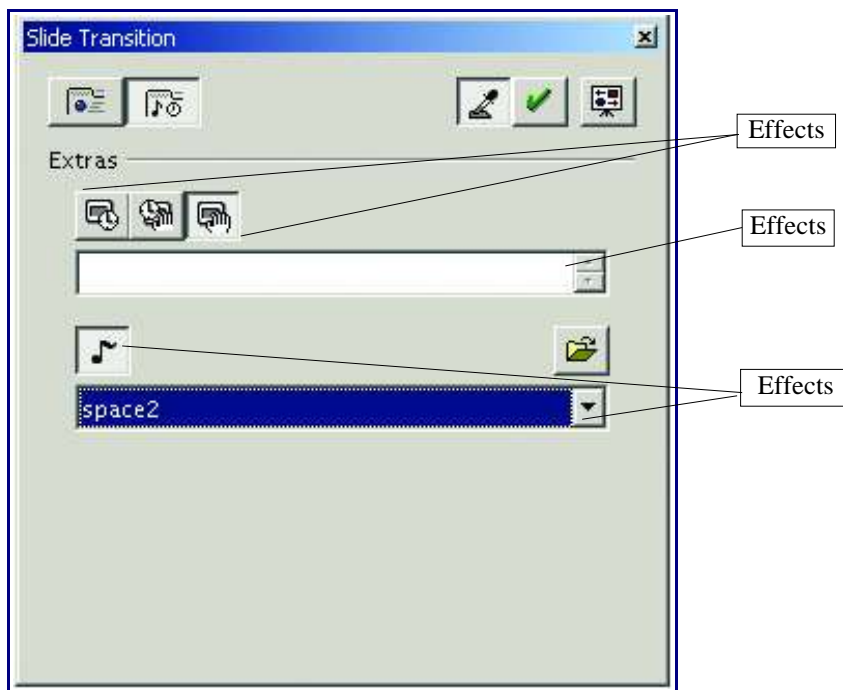 Slide Transition
Effects
Extras
Effects
space2
Effects